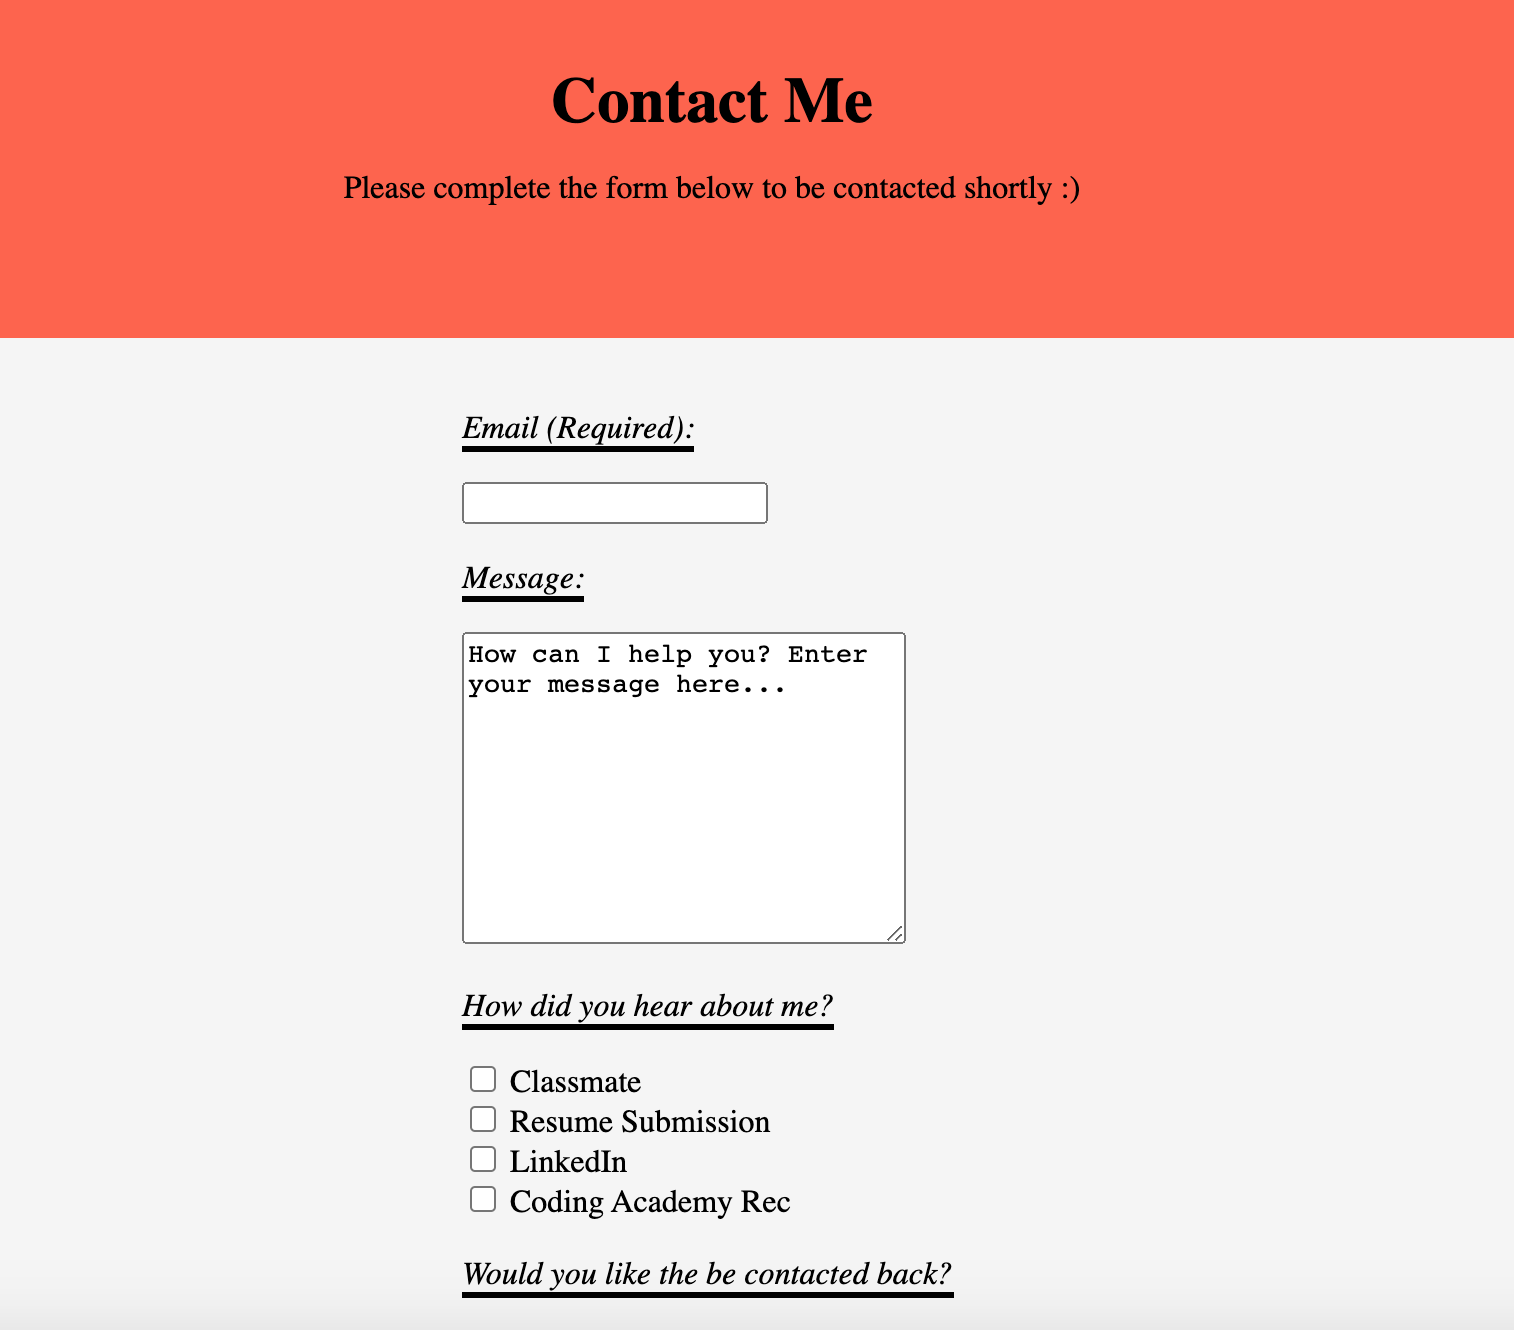 Contact Me
Please complete the form below to be contacted shortly :)
Email (Required):
Message:
How can I help you? Enter
your message here...
How did you hear about me?
Classmate
Resume Submission
LinkedIn
Coding Academy Rec
Would you like the be contacted back?